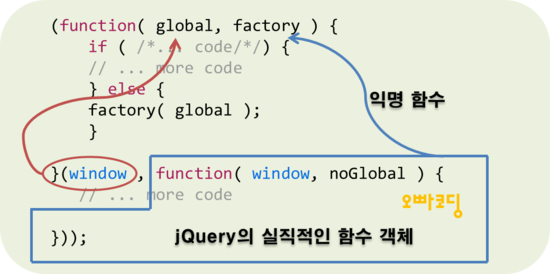 (function( global, factory ) {
if ( /*... code/*/) {
// ... more code
} else {
factory( global );
}
익명 함수
}(window , function( window, noGlobal ) {
// ... more code
오빠코딩
}));
jQuery의 실직적인 함수 객체